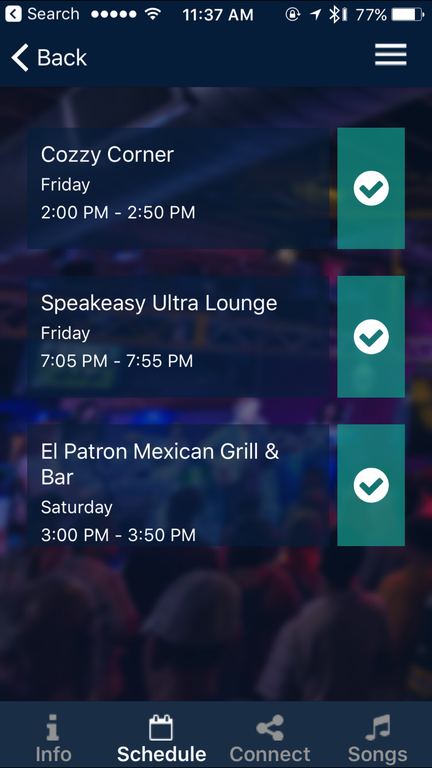 Search 11:37 AM 77%
Back
Cozzy Corner
Friday
2:00 PM - 2:50 PM
Speakeasy Ultra Lounge
Friday
7:05 PM - 7:55 PM
El Patron Mexican Grill &
Bar
Saturday
3:00 PM - 3:50 PM
Info Schedule Connect Songs